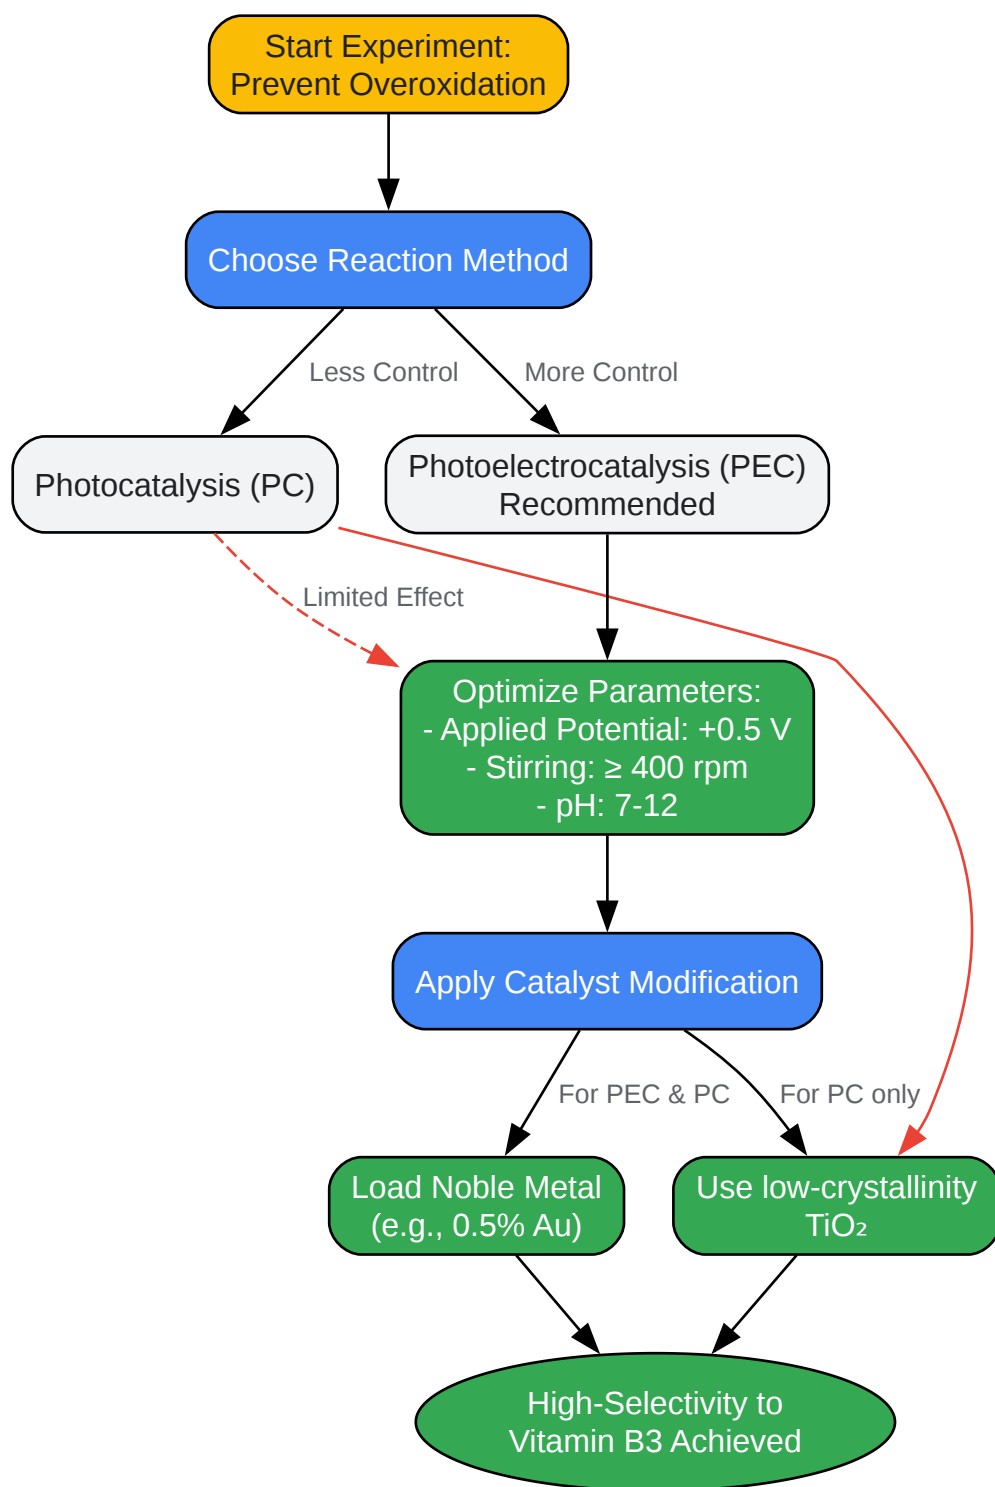 Start Experiment:
Prevent Overoxidation
Choose Reaction Method
Less Control
More Control
Photocatalysis (PC)
Photoelectrocatalysis (PEC)
Recommended
Limited Effect
Optimize Parameters:
- Applied Potential: +0.5 V
- Stirring: ≥ 400 rpm
- pH: 7-12
Apply Catalyst Modification
For PEC & PC
For PC only
Load Noble Metal
(e.g., 0.5% Au)
Use low-crystallinity
TiO₂
High-Selectivity to
Vitamin B3 Achieved